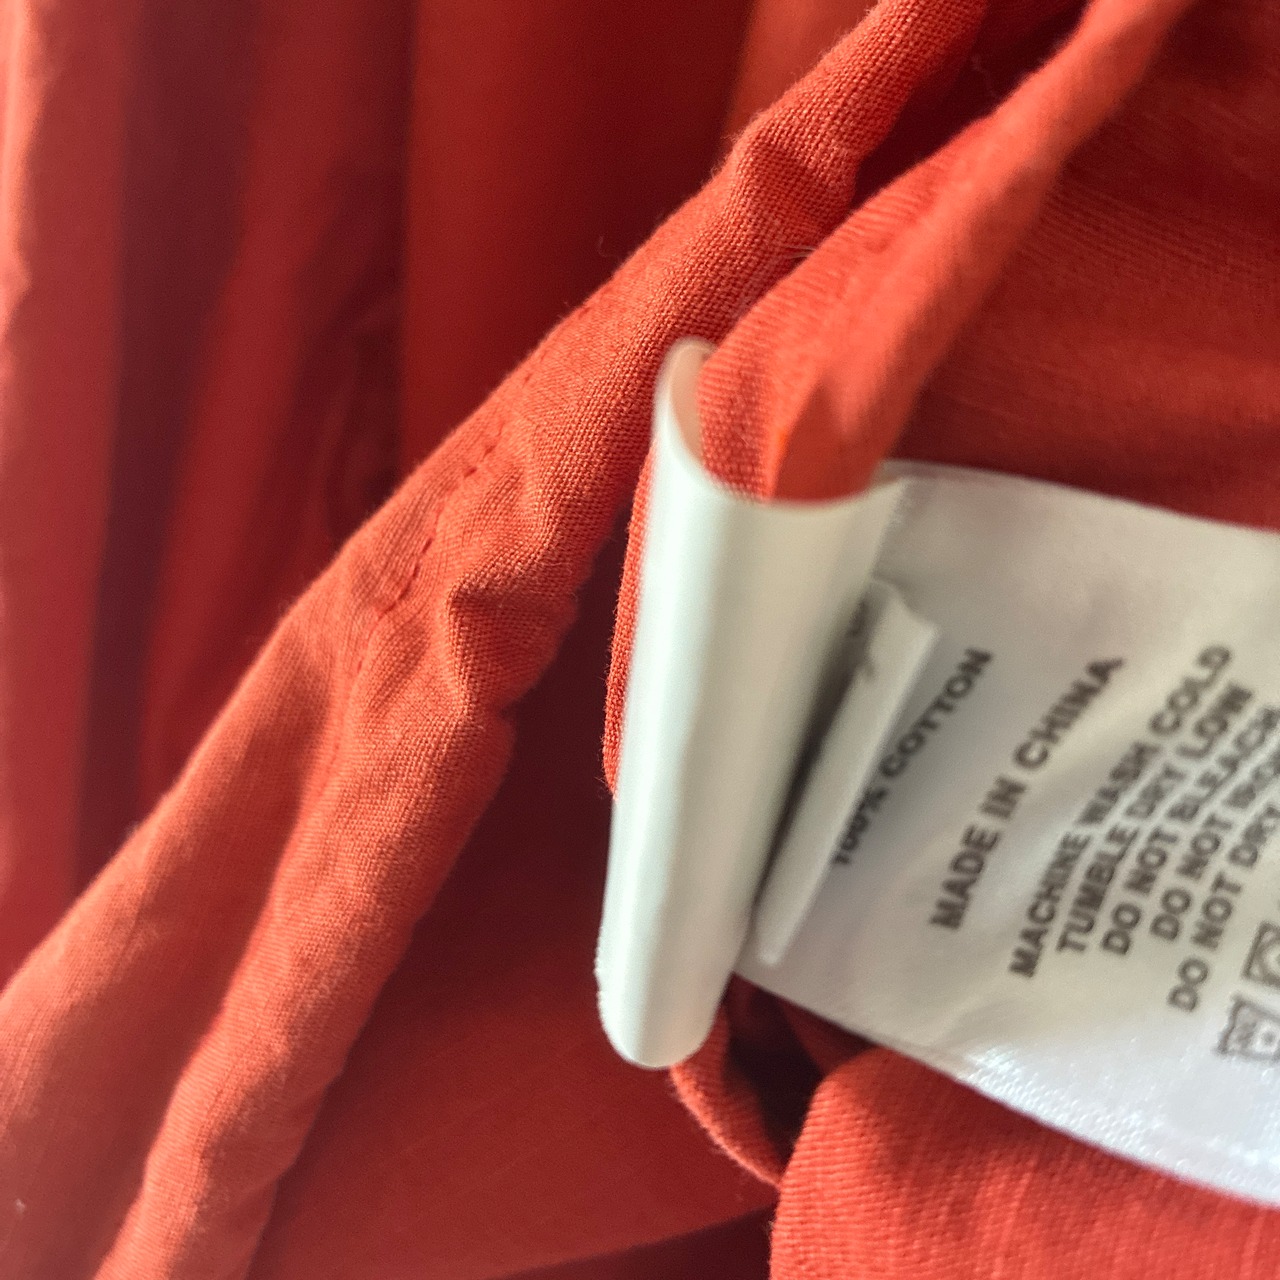 100% COTTON
MADE IN CHINA
MACHINE WASH COLD
TUMBLE DRY LOW
DO NOT BLEACH
DO NOT IRON
DO NOT DRY